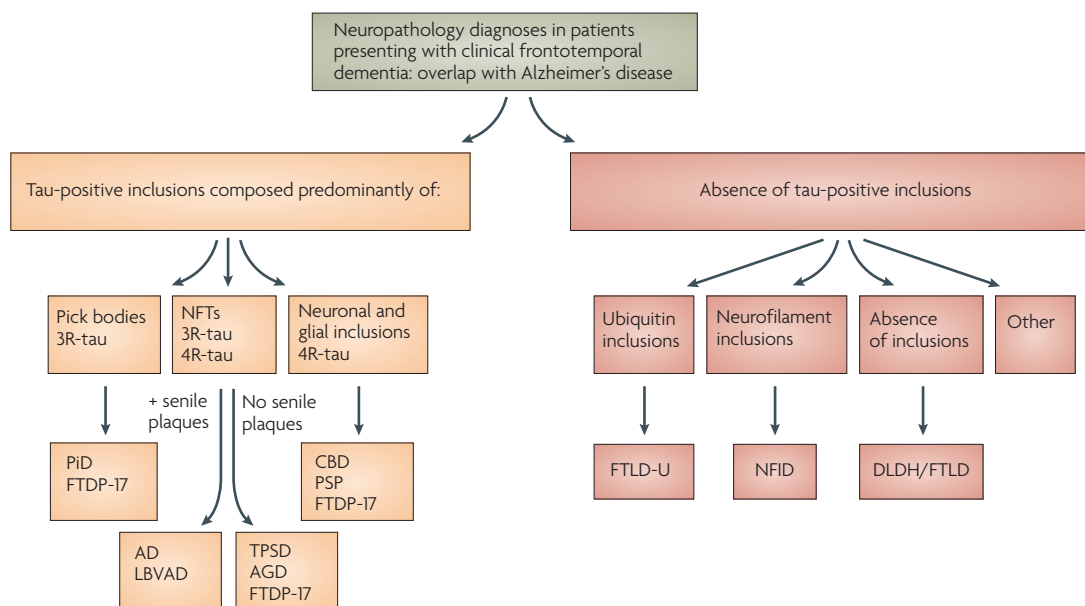 Neuropathology diagnoses in patients
presenting with clinical frontotemporal
dementia: overlap with Alzheimer's disease
Tau-positive inclusions composed predominantly of:
Absence of tau-positive inclusions
Pick bodies
3R-tau
NFTs
3R-tau
4R-tau
Neuronal and
glial inclusions
4R-tau
Ubiquitin
inclusions
Neurofilament
inclusions
Absence
of inclusions
Other
+ senile
plaques
No senile
plaques
PiD
FTDP-17
CBD
PSP
FTDP-17
FTLD-U
NFID
DLDH/FTLD
AD
LBVAD
TPSD
AGD
FTDP-17